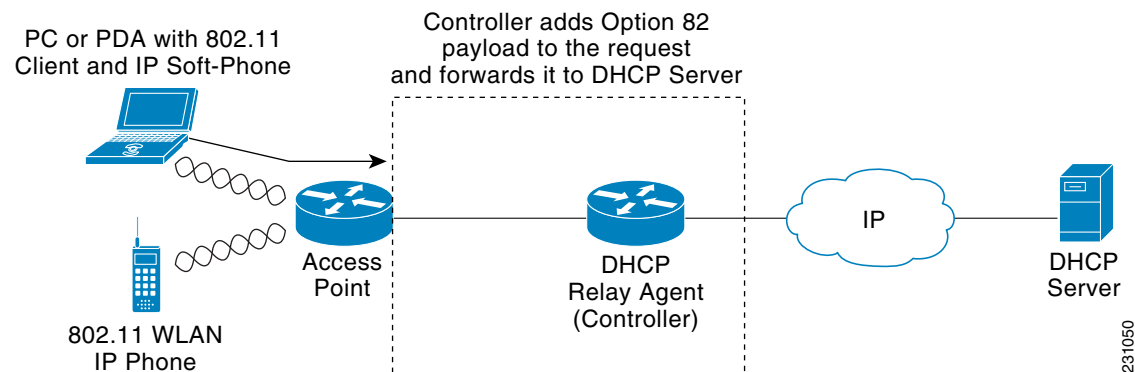 Controller adds Option 82
payload to the request
and forwards it to DHCP Server
PC or PDA with 802.11
Client and IP Soft-Phone
IP
Access
Point
DHCP
Relay Agent
(Controller)
DHCP
Server
802.11 WLAN
IP Phone
231050